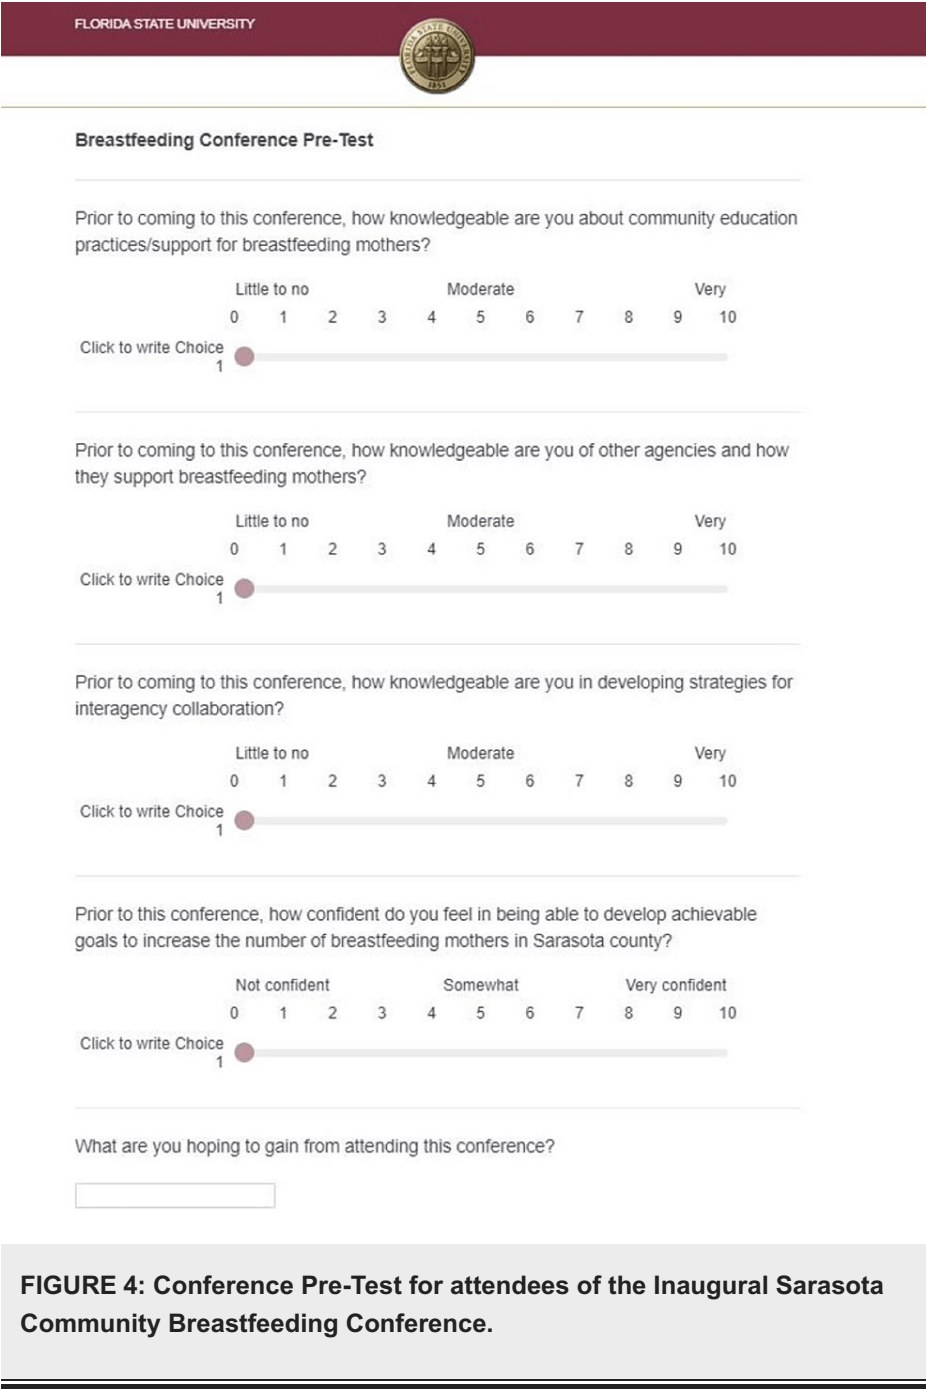 FLORIDA STATE UNIVERSITY
FLORIDA STATE UNIVERSITY
1851
Breastfeeding Conference Pre-Test
Prior to coming to this conference, how knowledgeable are you about community education
practices/support for breastfeeding mothers?
Little to no Moderate Very
0 1 2 3 4 5 6 7 8 9 10
Click to write Choice
1
Prior to coming to this conference, how knowledgeable are you of other agencies and how
they support breastfeeding mothers?
Little to no Moderate Very
0 1 2 3 4 5 6 7 8 9 10
Click to write Choice
1
Prior to coming to this conference, how knowledgeable are you in developing strategies for
interagency collaboration?
Little to no Moderate Very
0 1 2 3 4 5 6 7 8 9 10
Click to write Choice
1
Prior to this conference, how confident do you feel in being able to develop achievable
goals to increase the number of breastfeeding mothers in Sarasota county?
Not confident Somewhat Very confident
0 1 2 3 4 5 6 7 8 9 10
Click to write Choice
1
What are you hoping to gain from attending this conference?
FIGURE 4: Conference Pre-Test for attendees of the Inaugural Sarasota
Community Breastfeeding Conference.